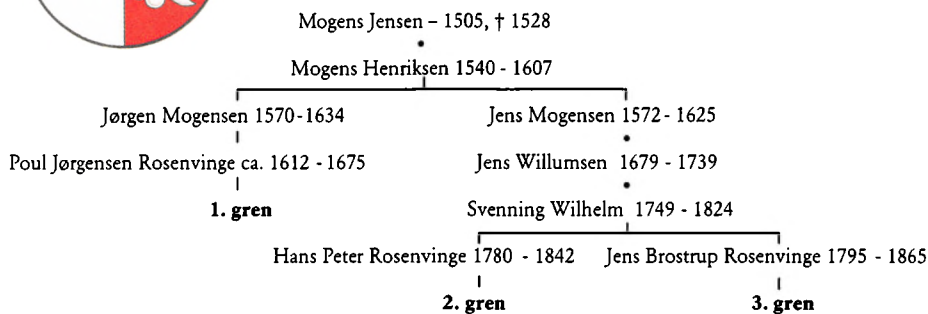 Mogens Jensen – 1505, † 1528
Mogens Henriksen 1540 - 1607
Jørgen Mogensen 1570-1634
Jens Mogensen 1572- 1625
Poul Jørgensen Rosenvinge ca. 1612 - 1675
Jens Willumsen 1679 - 1739
1. gren
Svenning Wilhelm 1749 - 1824
Hans Peter Rosenvinge 1780 - 1842
Jens Brostrup Rosenvinge 1795 - 1865
2. gren
3. gren